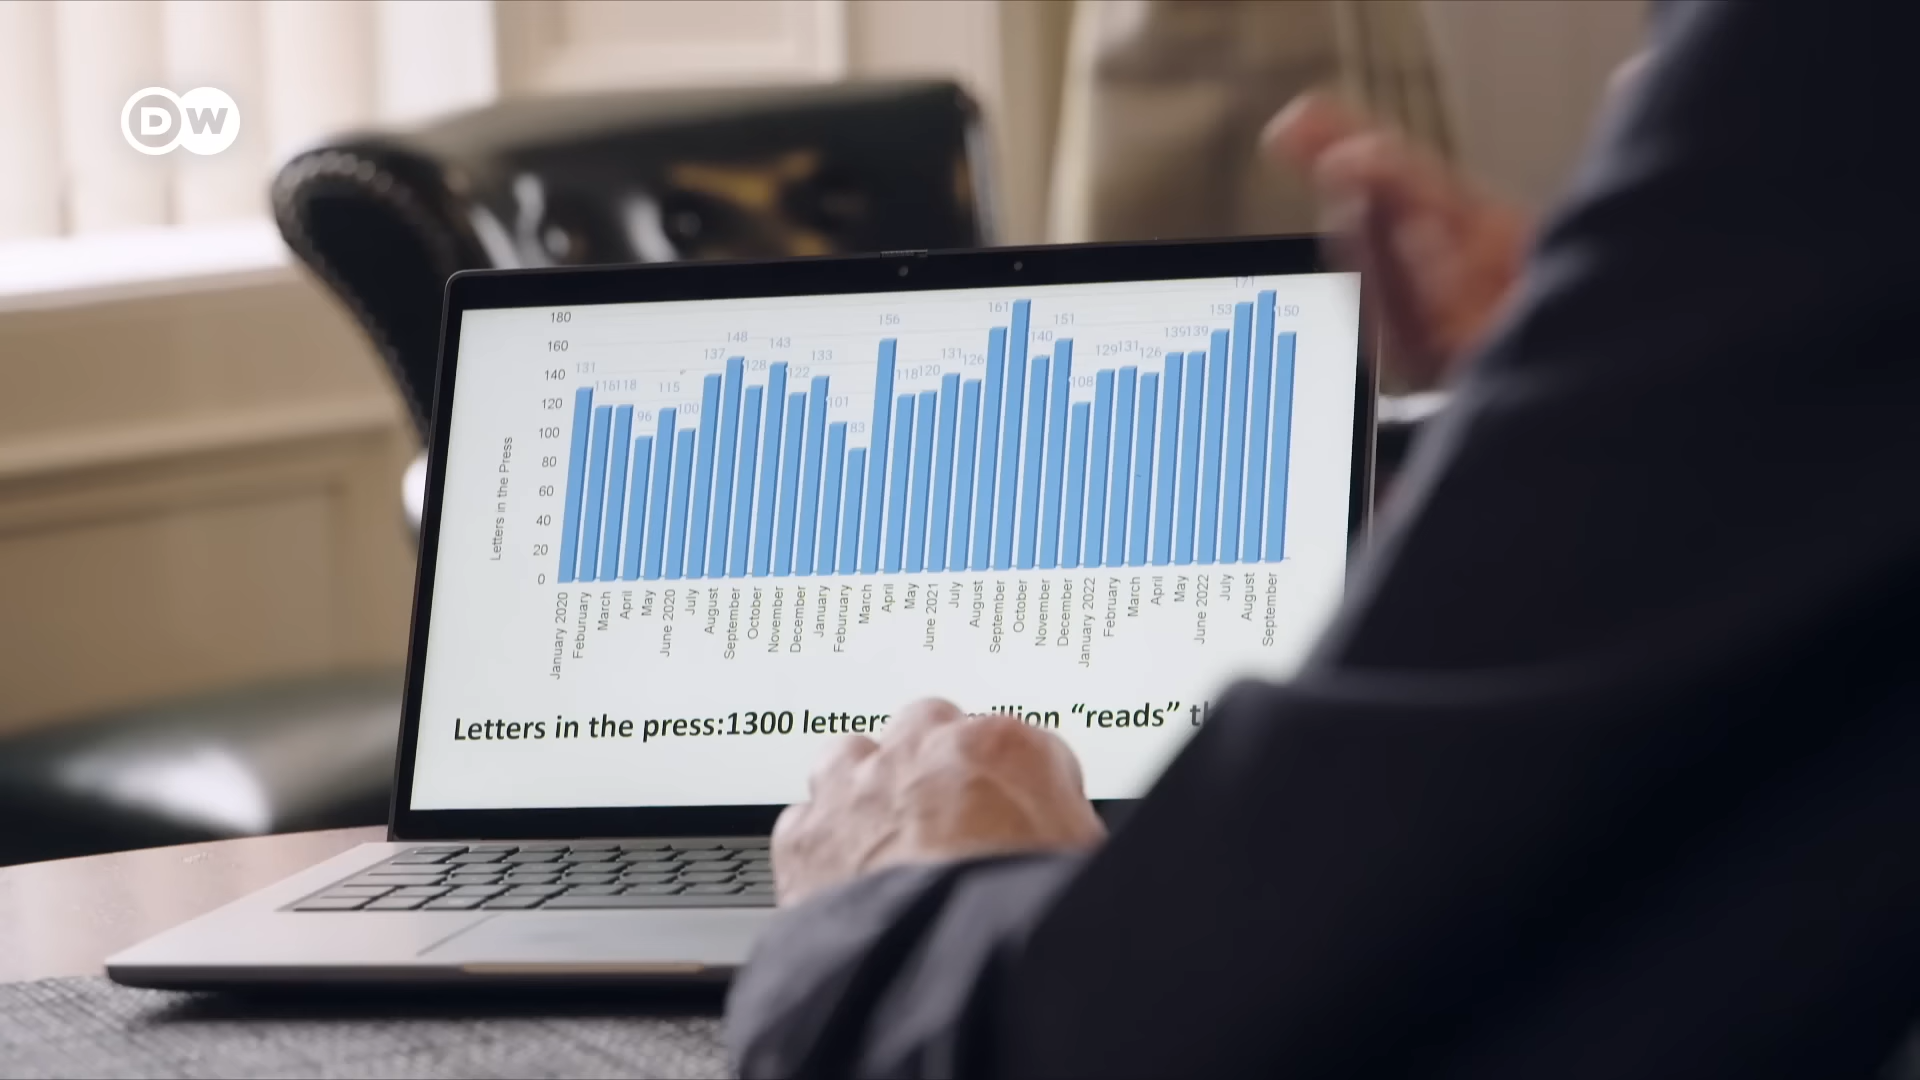 DW
180
160
140
120
100
80
60
40
20
0
Letters in the Press
131
116
118
96
115
100
137
148
128
143
122
133
101
83
156
118
120
131
126
161
140
151
108
129
131
126
139
139
153
171
150
January 2020
Feburuary
March
April
May
June 2020
July
August
September
October
November
December
January
Feburuary
March
April
May
June 2021
July
August
September
October
November
December
January 2022
February
March
April
May
June 2022
July
August
September
Letters in the press:1300 letters "reads"